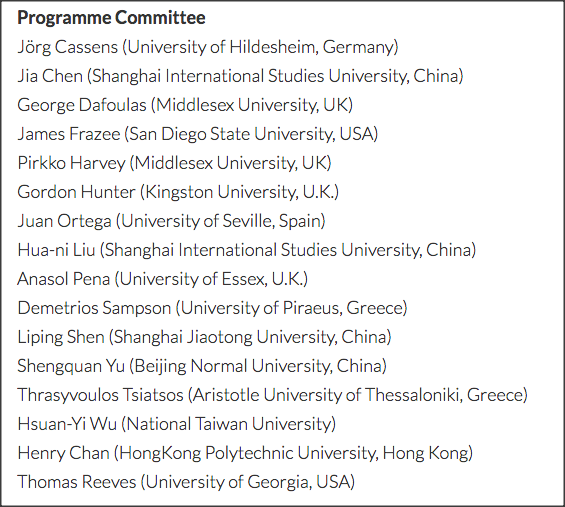 Programme Committee
Jörg Cassens (University of Hildesheim, Germany)
Jia Chen (Shanghai International Studies University, China)
George Dafoulas (Middlesex University, UK)
James Frazee (San Diego State University, USA)
Pirkko Harvey (Middlesex University, UK)
Gordon Hunter (Kingston University, U.K.)
Juan Ortega (University of Seville, Spain)
Hua-ni Liu (Shanghai International Studies University, China)
Anasol Pena (University of Essex, U.K.)
Demetrios Sampson (University of Piraeus, Greece)
Liping Shen (Shanghai Jiaotong University, China)
Shengquan Yu (Beijing Normal University, China)
Thrasyvoulos Tsiatsos (Aristotle University of Thessaloniki, Greece)
Hsuan-Yi Wu (National Taiwan University)
Henry Chan (HongKong Polytechnic University, Hong Kong)
Thomas Reeves (University of Georgia, USA)